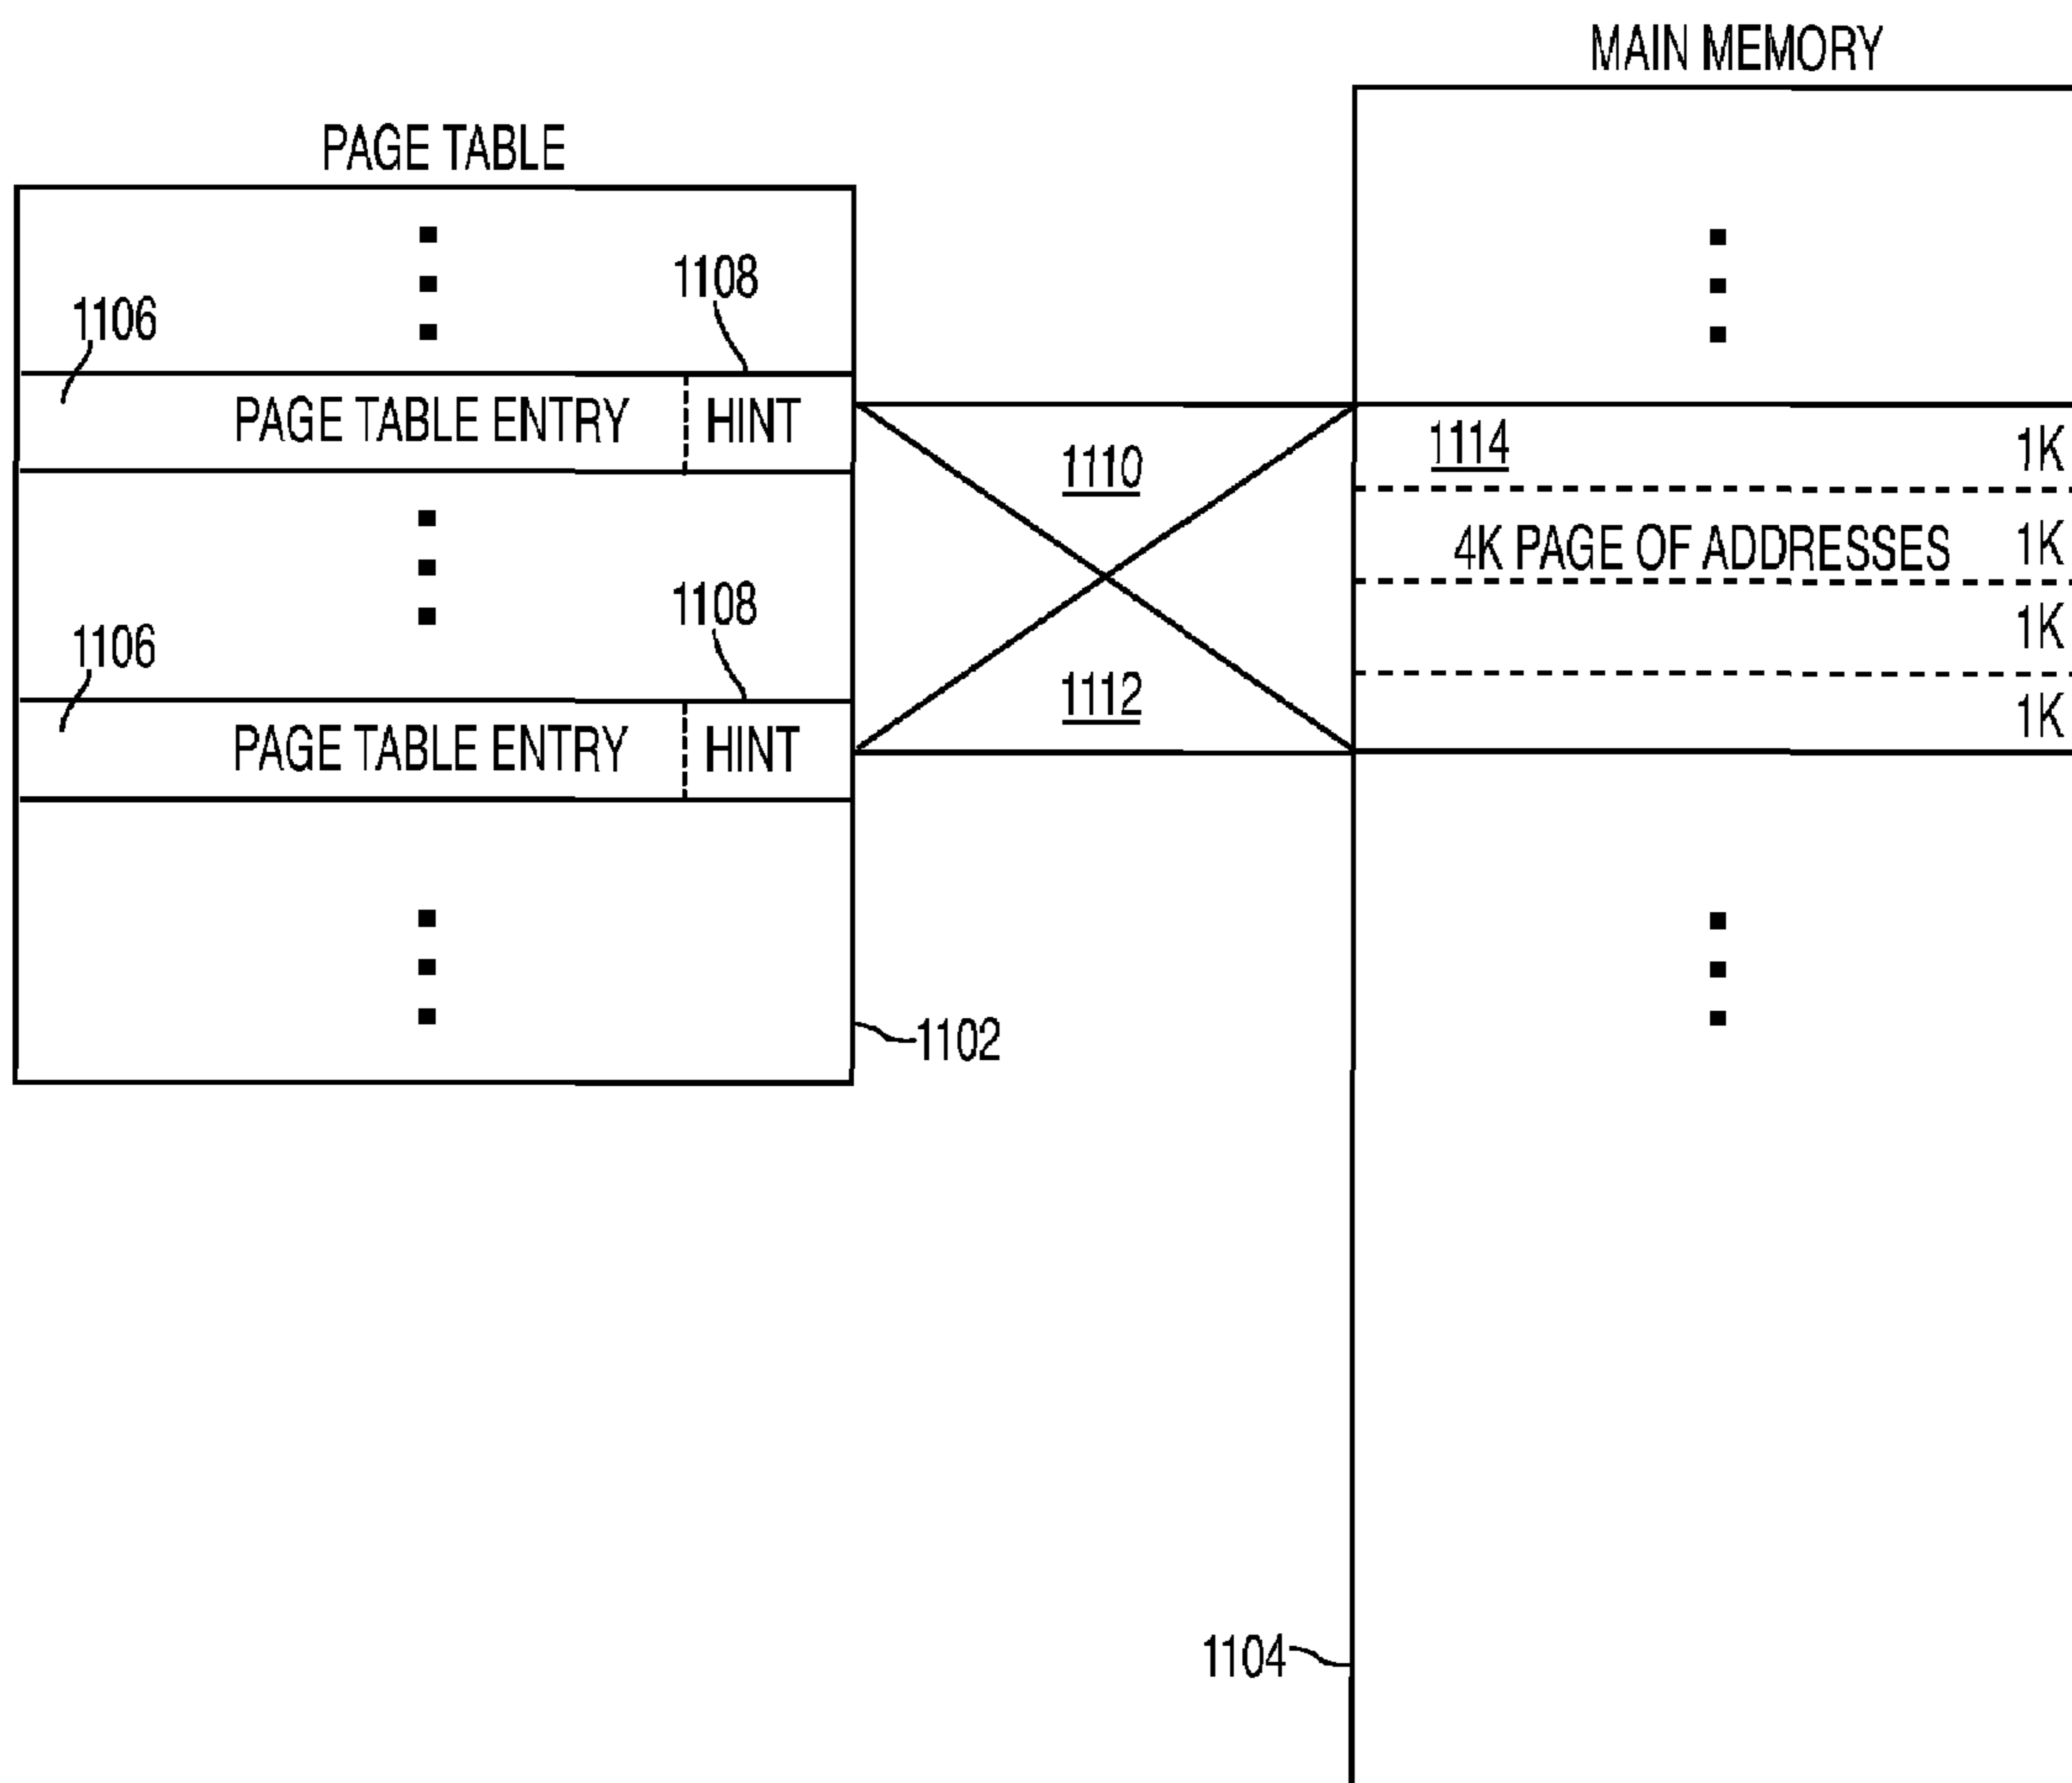 MAIN MEMORY
PAGE TABLE
1108
1106
PAGE TABLE ENTRY HINT
1110
1114 1K
4K PAGE OF ADDRESSES 1K
1108
1106
1K
1112
PAGE TABLE ENTRY HINT
1K
1102
1104